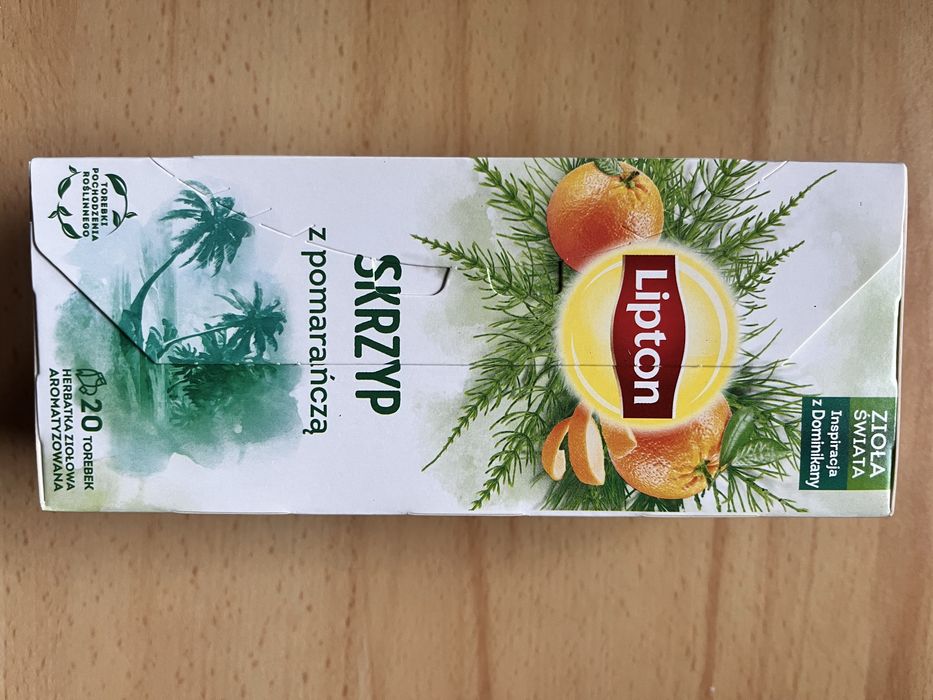 ZIOŁA
ŚWIATA
Inspiracja
z Dominikany
Lipton
SKRZYP
z pomarańczą
TOREBKI
POCHODZENIA
ROŚLINNEGO
20 TOREBEK
HERBATKA ZIOŁOWA
AROMATYZOWANA